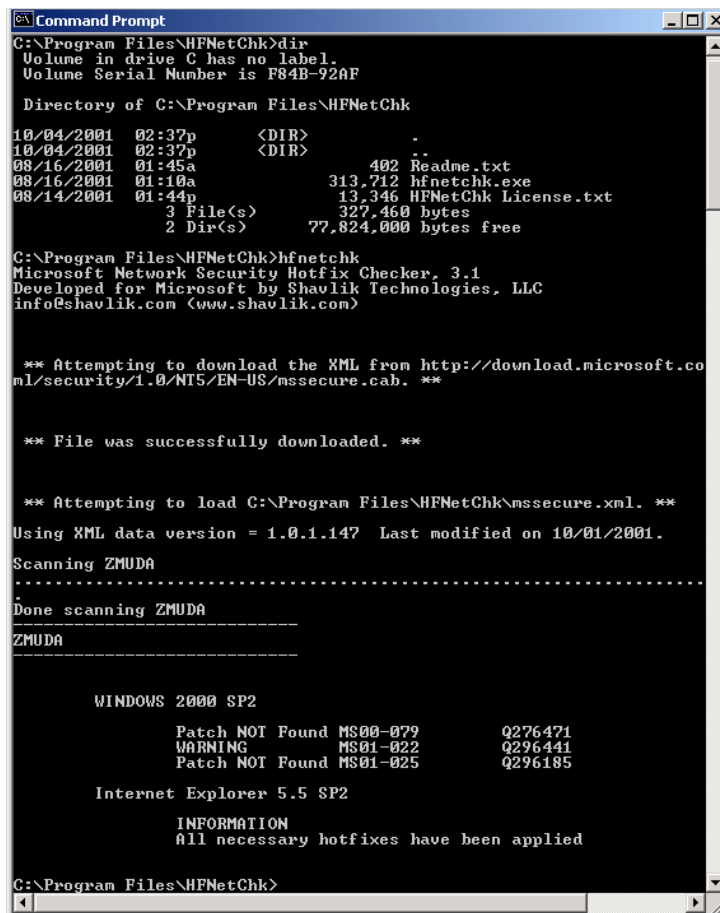 Command Prompt
C:\Program Files\HFNetChk>dir
 Volume in drive C has no label.
 Volume Serial Number is F84B-92AF

 Directory of C:\Program Files\HFNetChk

10/04/2001  02:37p      <DIR>          .
10/04/2001  02:37p      <DIR>          ..
08/16/2001  01:45a                 402 Readme.txt
08/16/2001  01:10a             313,712 hfnetchk.exe
08/14/2001  01:44p              13,346 HFNetChk License.txt
               3 File(s)        327,460 bytes
               2 Dir(s)      77,824,000 bytes free

C:\Program Files\HFNetChk>hfnetchk
Microsoft Network Security Hotfix Checker, 3.1
Developed for Microsoft by Shavlik Technologies, LLC
info@shavlik.com (www.shavlik.com)

 ** Attempting to download the XML from http://download.microsoft.co
ml/security/1.0/NT5/EN-US/mssecure.cab. **

 ** File was successfully downloaded. **

 ** Attempting to load C:\Program Files\HFNetChk\mssecure.xml. **

Using XML data version = 1.0.1.147  Last modified on 10/01/2001.

Scanning ZMUDA
.....................................................................
.
Done scanning ZMUDA
----------------------------
ZMUDA
----------------------------

        WINDOWS 2000 SP2

                Patch NOT Found MS00-079        Q276471
                WARNING         MS01-022        Q296441
                Patch NOT Found MS01-025        Q296185

        Internet Explorer 5.5 SP2

                INFORMATION
                All necessary hotfixes have been applied

C:\Program Files\HFNetChk>